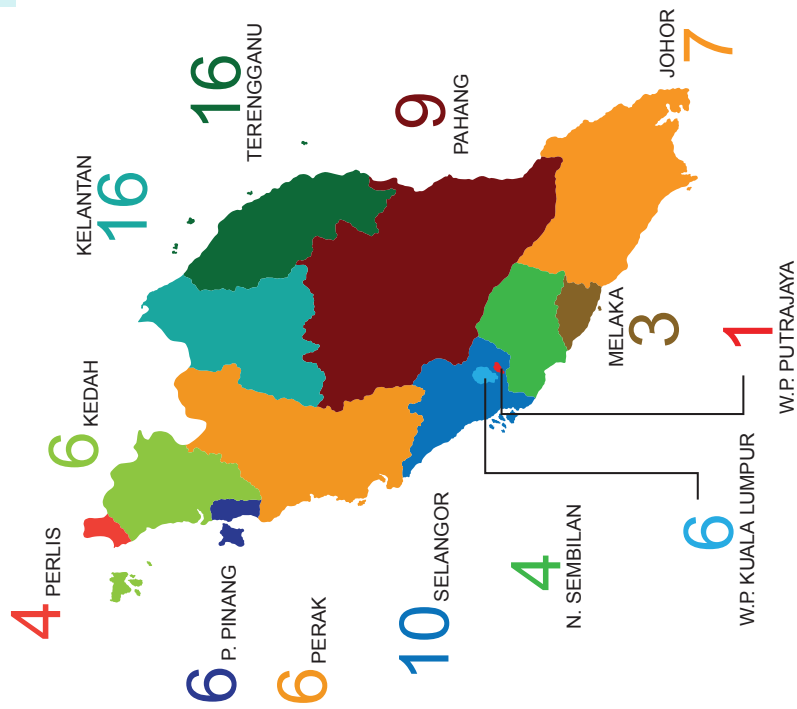 4
PERLIS
6
KEDAH
6
P. PINANG
6
PERAK
16
KELANTAN
16
TERENGGANU
9
PAHANG
10
SELANGOR
4
N. SEMBILAN
6
W.P. KUALA LUMPUR
1
W.P. PUTRAJAYA
MELAKA
3
JOHOR
7